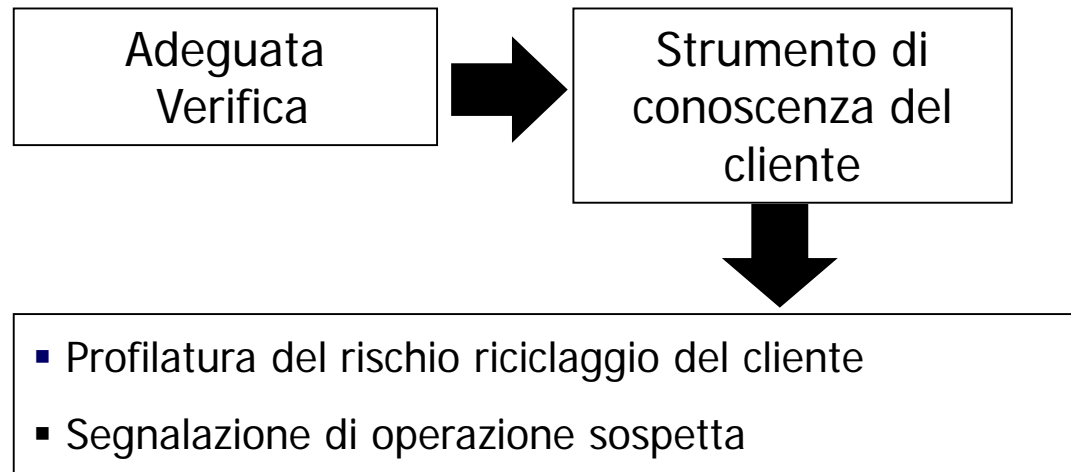 Adeguata
Verifica
Strumento di
conoscenza del
cliente
▪ Profilatura del rischio riciclaggio del cliente
▪ Segnalazione di operazione sospetta